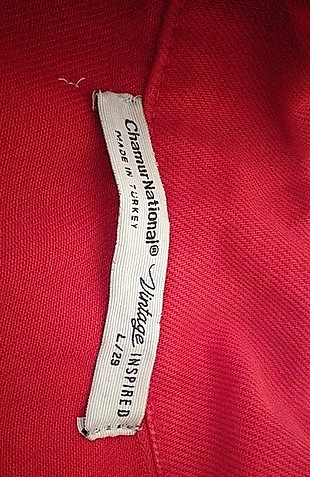 ChamurNational® Vintage INSPIRED
MADE IN TURKEY
L/29